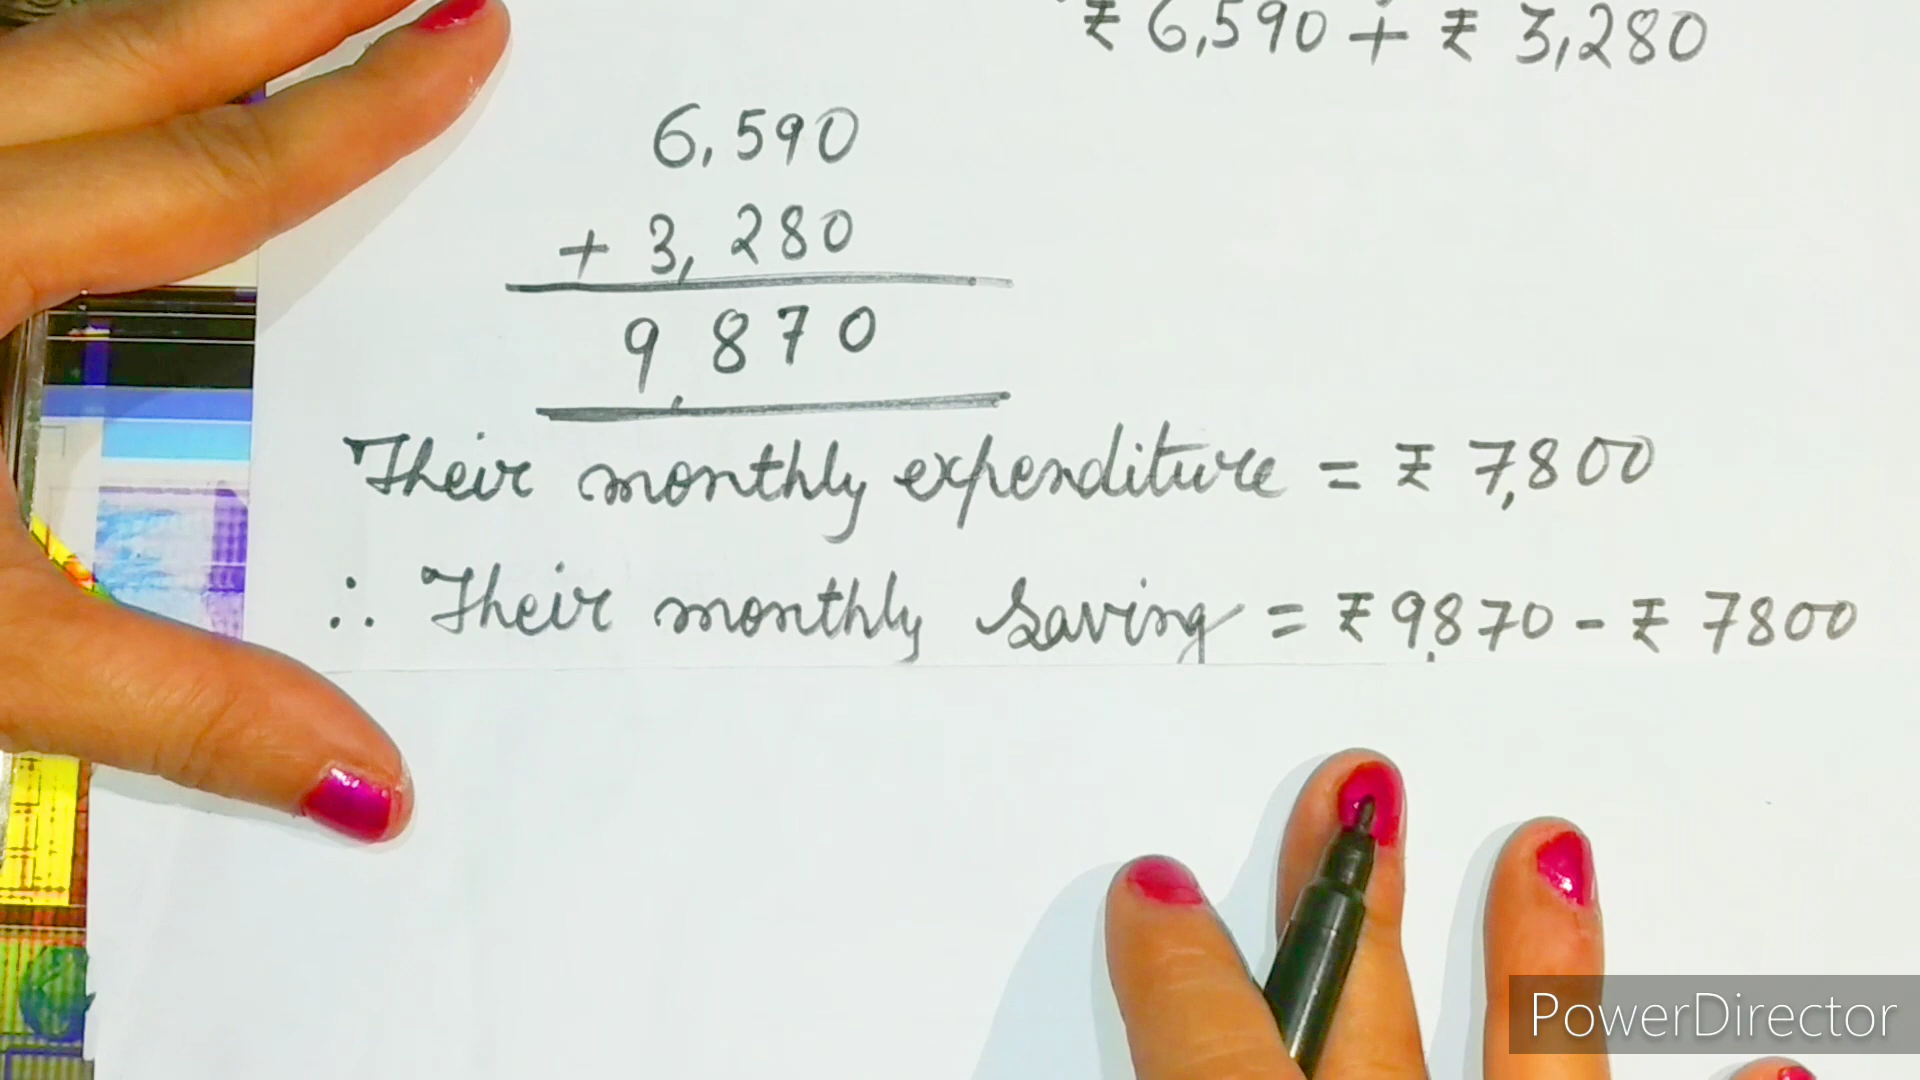 ₹ 6,590 + ₹ 3,280
6,590
+ 3,280
9,870
Their monthly expenditure = ₹ 7,800
∴ Their monthly saving = ₹ 9,870 - ₹ 7800
PowerDirector